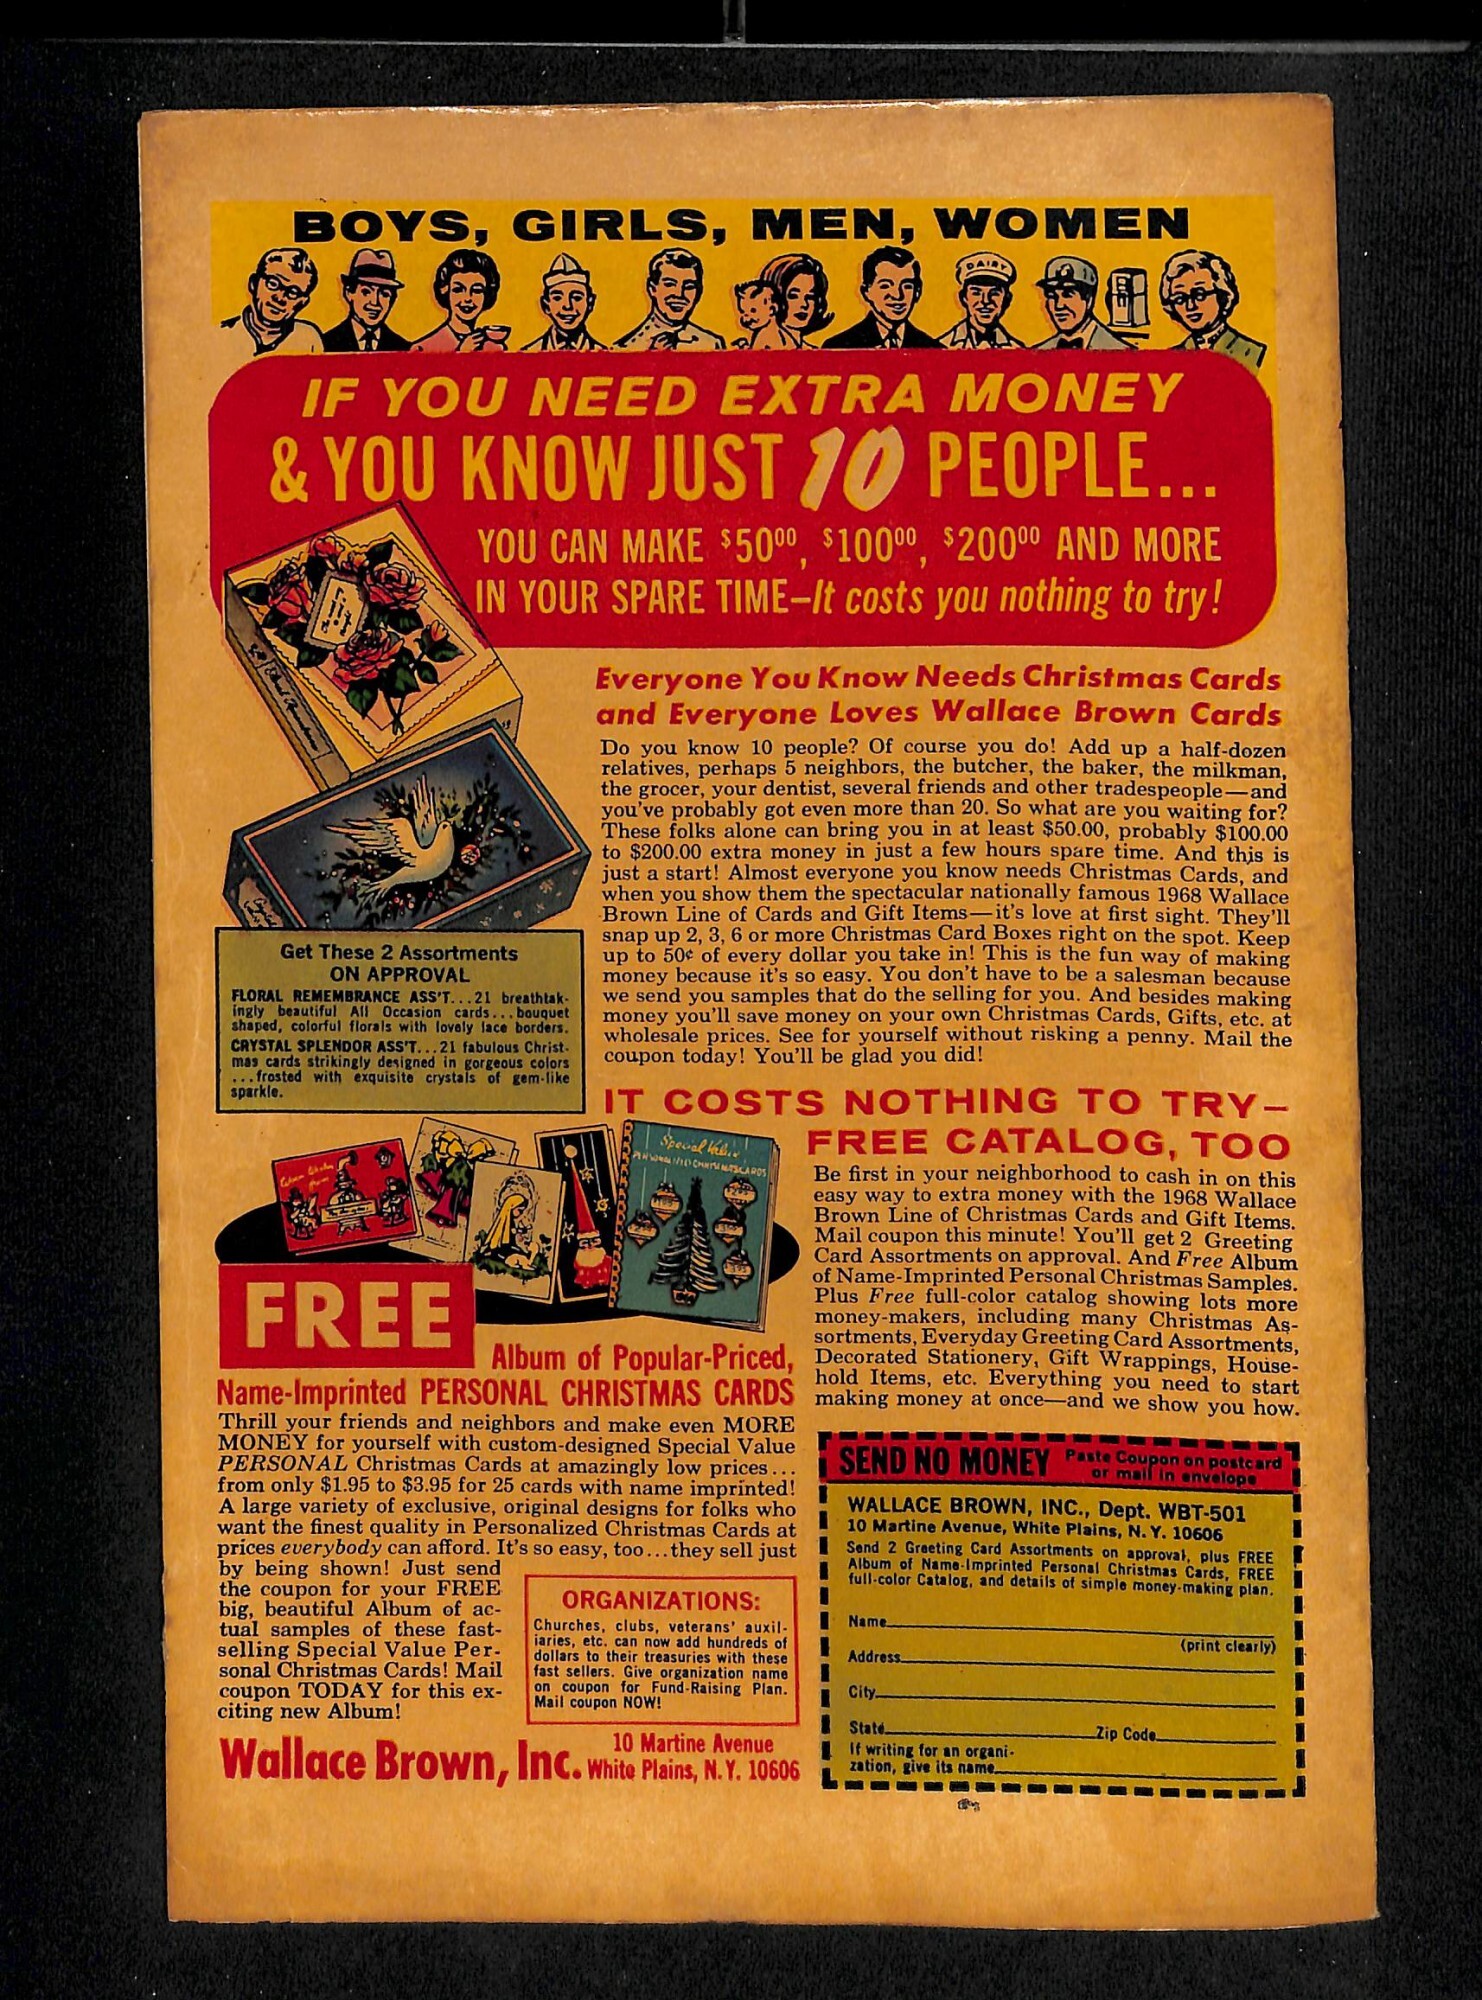 BOYS, GIRLS, MEN, WOMEN
DAIRY
IF YOU NEED EXTRA MONEY
& YOU KNOW JUST 10 PEOPLE...
YOU CAN MAKE $50⁰⁰, $100⁰⁰, $200⁰⁰ AND MORE
IN YOUR SPARE TIME—It costs you nothing to try!
Everyone You Know Needs Christmas Cards
and Everyone Loves Wallace Brown Cards
Do you know 10 people? Of course you do! Add up a half-dozen
relatives, perhaps 5 neighbors, the butcher, the baker, the milkman,
the grocer, your dentist, several friends and other tradespeople—and
you've probably got even more than 20. So what are you waiting for?
These folks alone can bring you in at least $50.00, probably $100.00
to $200.00 extra money in just a few hours spare time. And this is
just a start! Almost everyone you know needs Christmas Cards, and
when you show them the spectacular nationally famous 1968 Wallace
Brown Line of Cards and Gift Items—it's love at first sight. They'll
snap up 2, 3, 6 or more Christmas Card Boxes right on the spot. Keep
up to 50¢ of every dollar you take in! This is the fun way of making
money because it's so easy. You don't have to be a salesman because
we send you samples that do the selling for you. And besides making
money you'll save money on your own Christmas Cards, Gifts, etc. at
wholesale prices. See for yourself without risking a penny. Mail the
coupon today! You'll be glad you did!
Get These 2 Assortments
ON APPROVAL
FLORAL REMEMBRANCE ASS'T...21 breathtak-
ingly beautiful All Occasion cards...bouquet
shaped, colorful florals with lovely lace borders.
CRYSTAL SPLENDOR ASS'T...21 fabulous Christ-
mas cards strikingly designed in gorgeous colors
...frosted with exquisite crystals of gem-like
sparkle.
IT COSTS NOTHING TO TRY—
FREE CATALOG, TOO
Be first in your neighborhood to cash in on this
easy way to extra money with the 1968 Wallace
Brown Line of Christmas Cards and Gift Items.
Mail coupon this minute! You'll get 2 Greeting
Card Assortments on approval. And Free Album
of Name-Imprinted Personal Christmas Samples.
Plus Free full-color catalog showing lots more
money-makers, including many Christmas As-
sortments, Everyday Greeting Card Assortments,
Decorated Stationery, Gift Wrappings, House-
hold Items, etc. Everything you need to start
making money at once—and we show you how.
Special Value
PERSONALIZED CHRISTMAS CARDS
FREE
Album of Popular-Priced,
Name-Imprinted PERSONAL CHRISTMAS CARDS
Thrill your friends and neighbors and make even MORE
MONEY for yourself with custom-designed Special Value
PERSONAL Christmas Cards at amazingly low prices...
from only $1.95 to $3.95 for 25 cards with name imprinted!
A large variety of exclusive, original designs for folks who
want the finest quality in Personalized Christmas Cards at
prices everybody can afford. It's so easy, too...they sell just
by being shown! Just send
the coupon for your FREE
big, beautiful Album of ac-
tual samples of these fast-
selling Special Value Per-
sonal Christmas Cards! Mail
coupon TODAY for this ex-
citing new Album!
ORGANIZATIONS:
Churches, clubs, veterans' auxil-
iaries, etc. can now add hundreds of
dollars to their treasuries with these
fast sellers. Give organization name
on coupon for Fund-Raising Plan.
Mail coupon NOW!
Wallace Brown, Inc.
10 Martine Avenue
White Plains, N.Y. 10606
SEND NO MONEY
Paste Coupon on postcard
or mail in envelope
WALLACE BROWN, INC., Dept. WBT-501
10 Martine Avenue, White Plains, N.Y. 10606
Send 2 Greeting Card Assortments on approval, plus FREE
Album of Name-Imprinted Personal Christmas Cards, FREE
full-color Catalog, and details of simple money-making plan.
Name
(print clearly)
Address
City
State Zip Code
If writing for an organi-
zation, give its name